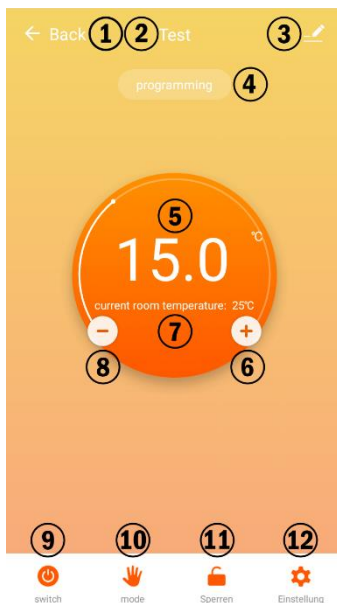 ← Back 1 2 Test 3
programming 4
5
°C
15.0
current room temperature: 25°C
− 7 +
8 6
9 10 11 12
switch mode Sperren Einstellung